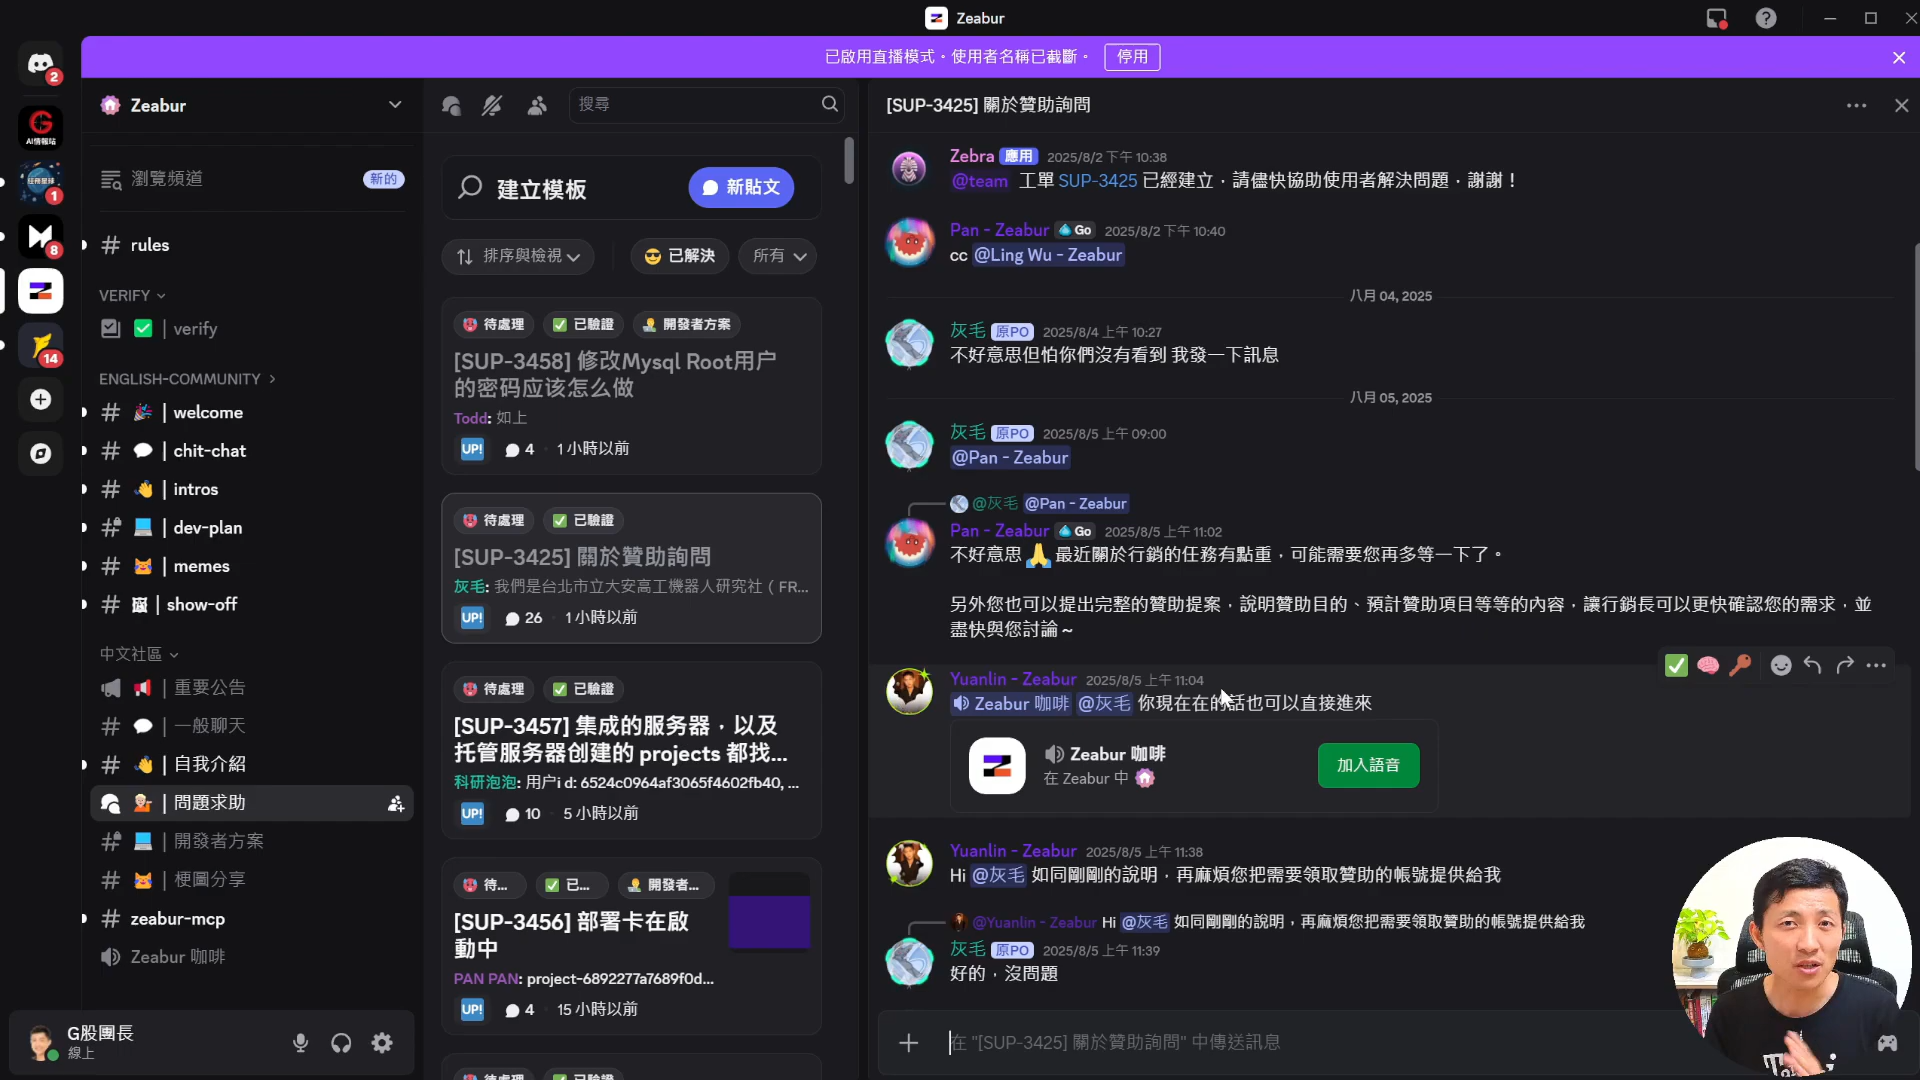 Zeabur
已啟用直播模式。使用者名稱已截斷。 停用
2
AI情報站
1
8
14
Zeabur
瀏覽頻道 新的
rules
VERIFY
| verify
ENGLISH-COMMUNITY
| welcome
| chit-chat
| intros
| dev-plan
| memes
| show-off
中文社區
| 重要公告
| 一般聊天
| 自我介紹
| 問題求助
| 開發者方案
| 梗圖分享
zeabur-mcp
Zeabur 咖啡
G股團長
線上
搜尋
建立模板 新貼文
排序與檢視 已解決 所有
待處理 已驗證 開發者方案
[SUP-3458] 修改Mysql Root用户
的密码应该怎么做
Todd: 如上
UP! 4 · 1 小時以前
待處理 已驗證
[SUP-3425] 關於贊助詢問
灰毛: 我們是台北市立大安高工機器人研究社（FR...
UP! 26 · 1 小時以前
待處理 已驗證
[SUP-3457] 集成的服务器，以及
托管服务器创建的 projects 都找...
科研泡泡: 用户i d: 6524c0964af3065f4602fb40, ...
UP! 10 · 5 小時以前
待... 已... 開發者...
[SUP-3456] 部署卡在啟
動中
PAN PAN: project-6892277a7689f0d...
UP! 4 · 15 小時以前
待處理 已驗證
[SUP-3425] 關於贊助詢問
Zebra 應用 2025/8/2 下午 10:38
@team 工單 SUP-3425 已經建立，請儘快協助使用者解決問題，謝謝！
Pan - Zeabur Go 2025/8/2 下午 10:40
cc @Ling Wu - Zeabur
八月 04, 2025
灰毛 原PO 2025/8/4 上午 10:27
不好意思但怕你們沒有看到 我發一下訊息
八月 05, 2025
灰毛 原PO 2025/8/5 上午 09:00
@Pan - Zeabur
@灰毛 @Pan - Zeabur
Pan - Zeabur Go 2025/8/5 上午 11:02
不好意思🙏最近關於行銷的任務有點重，可能需要您再多等一下了。
另外您也可以提出完整的贊助提案，說明贊助目的、預計贊助項目等等的內容，讓行銷長可以更快確認您的需求，並
盡快與您討論～
Yuanlin - Zeabur 2025/8/5 上午 11:04
Zeabur 咖啡 @灰毛 你現在在的話也可以直接進來
Zeabur 咖啡
在 Zeabur 中
加入語音
Yuanlin - Zeabur 2025/8/5 上午 11:38
Hi @灰毛 如同剛剛的說明，再麻煩您把需要領取贊助的帳號提供給我
@Yuanlin - Zeabur Hi @灰毛 如同剛剛的說明，再麻煩您把需要領取贊助的帳號提供給我
灰毛 原PO 2025/8/5 上午 11:39
好的，沒問題
在 "[SUP-3425] 關於贊助詢問" 中傳送訊息